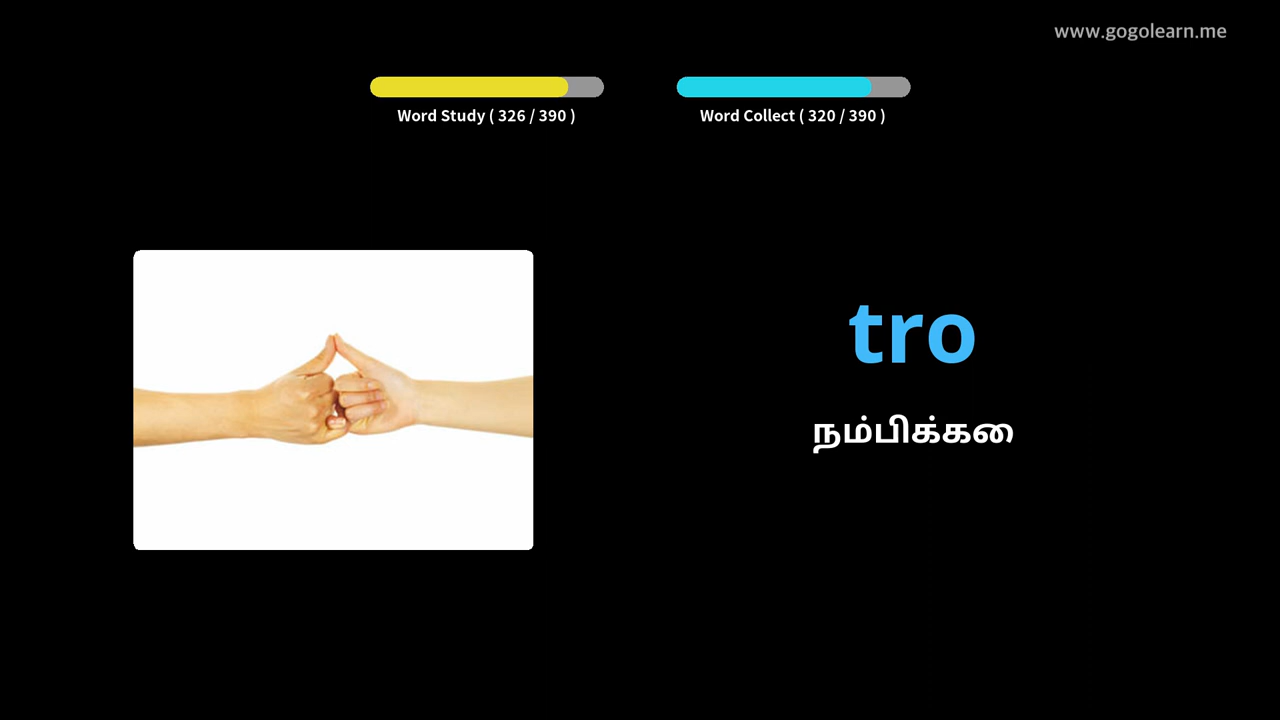 www.gogolearn.me
Word Study ( 326 / 390 )
Word Collect ( 320 / 390 )
tro
நம்பிக்கை